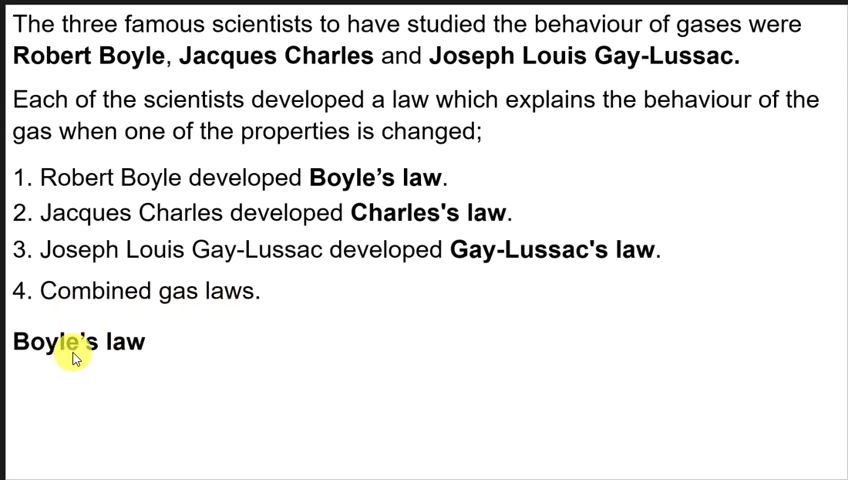 The three famous scientists to have studied the behaviour of gases were
Robert Boyle, Jacques Charles and Joseph Louis Gay-Lussac.
Each of the scientists developed a law which explains the behaviour of the
gas when one of the properties is changed;
1. Robert Boyle developed Boyle’s law.
2. Jacques Charles developed Charles's law.
3. Joseph Louis Gay-Lussac developed Gay-Lussac's law.
4. Combined gas laws.
Boyle’s law